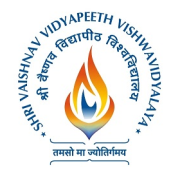 SHRI VAISHNAV VIDYAPEETH VISHWAVIDYALAYA
श्री वैष्णव विद्यापीठ विश्वविद्यालय
तमसो मा ज्योतिर्गमय